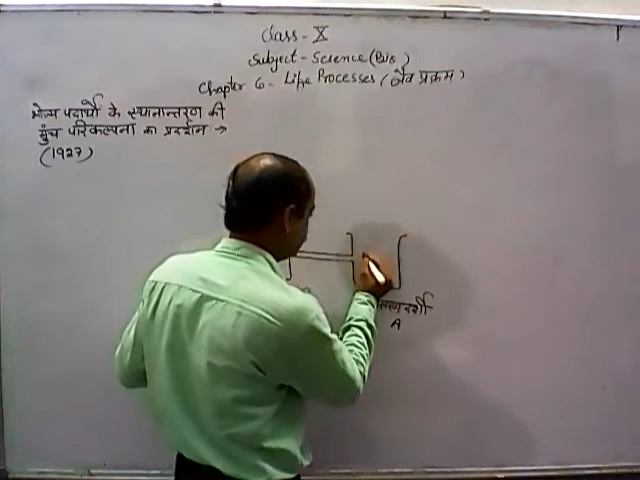 Class - X
Subject - Science (Bio)
Chapter 6 - Life Processes (जैव प्रक्रम)
भोज्य पदार्थों के स्थानान्तरण की
मुंच परिकल्पना का प्रदर्शन →
(1927)
A